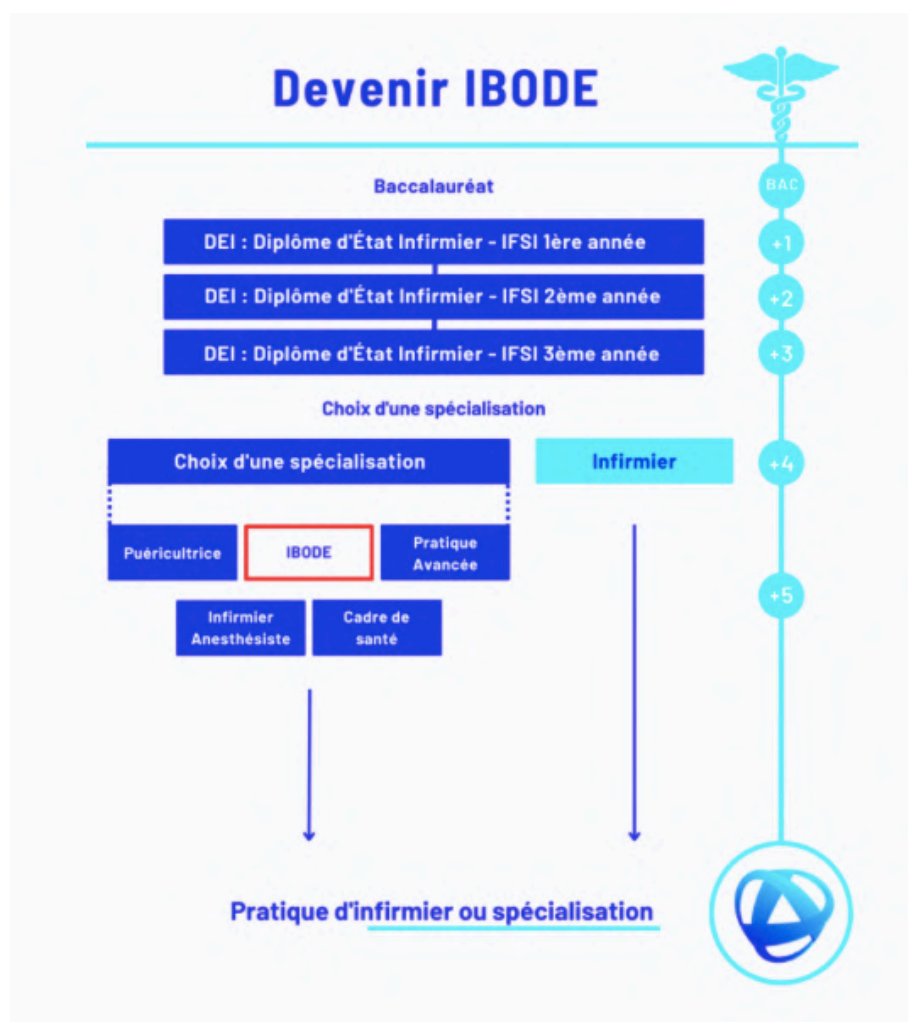 Devenir IBODE
Baccalauréat
BAC
DEI : Diplôme d'État Infirmier - IFSI 1ère année
+1
DEI : Diplôme d'État Infirmier - IFSI 2ème année
+2
DEI : Diplôme d'État Infirmier - IFSI 3ème année
+3
Choix d'une spécialisation
Choix d'une spécialisation
Infirmier
+4
Puéricultrice
IBODE
Pratique
Avancée
+5
Infirmier
Anesthésiste
Cadre de
santé
Pratique d'infirmier ou spécialisation